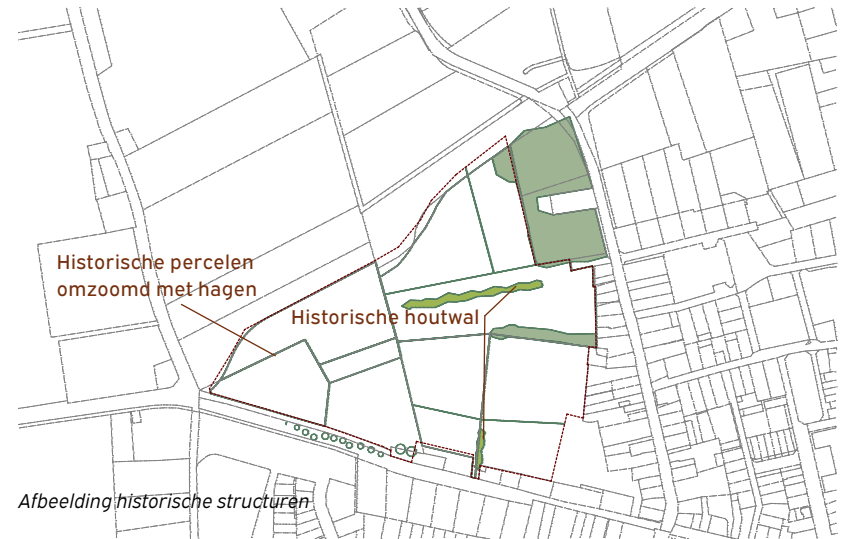 Historische percelen
omzoomd met hagen
Historische houtwal
Afbeelding historische structuren